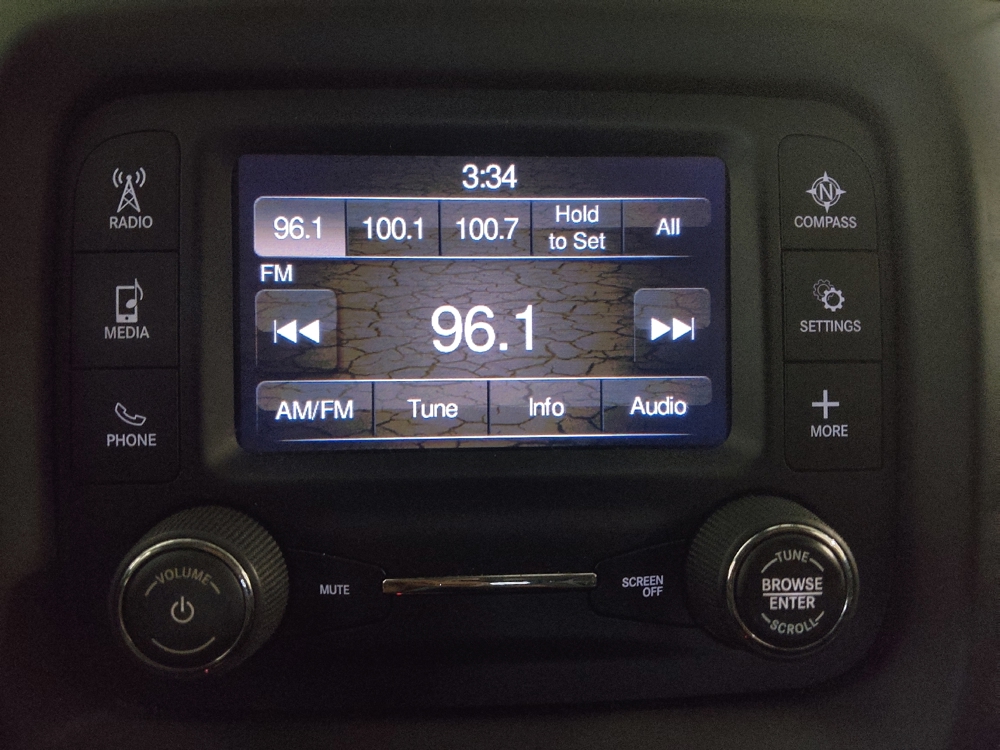 3:34
96.1 100.1 100.7 Hold to Set All
FM
96.1
AM/FM Tune Info Audio
RADIO
MEDIA
PHONE
N
COMPASS
SETTINGS
MORE
VOLUME
MUTE
SCREEN
OFF
TUNE
BROWSE
ENTER
SCROLL